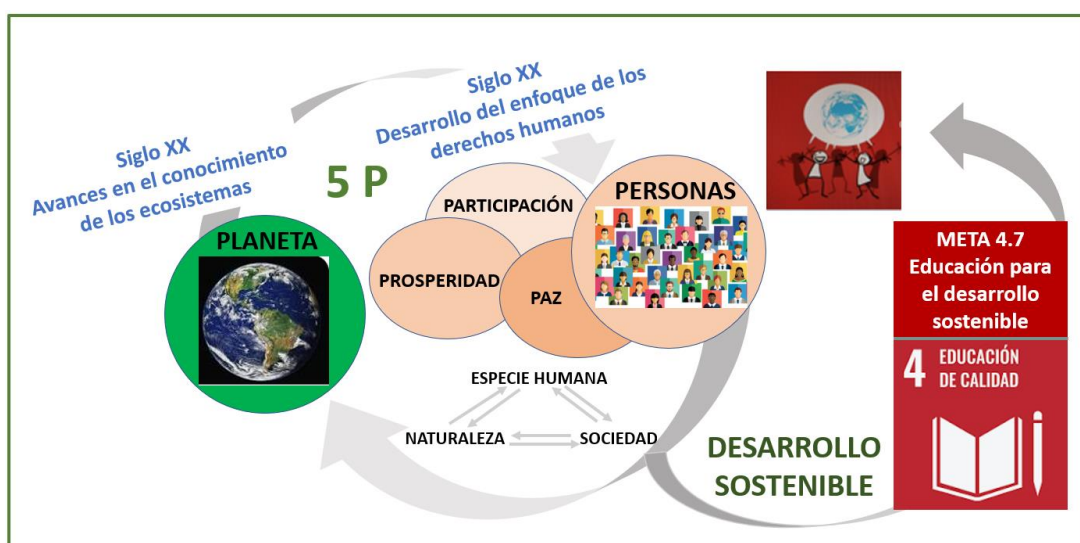 Siglo XX
Avances en el conocimiento
de los ecosistemas
Siglo XX
Desarrollo del enfoque de los
derechos humanos
5 P
PLANETA
PARTICIPACIÓN
PERSONAS
PROSPERIDAD
PAZ
ESPECIE HUMANA
NATURALEZA
SOCIEDAD
DESARROLLO
SOSTENIBLE
META 4.7
Educación para
el desarrollo
sostenible
4 EDUCACIÓN
DE CALIDAD